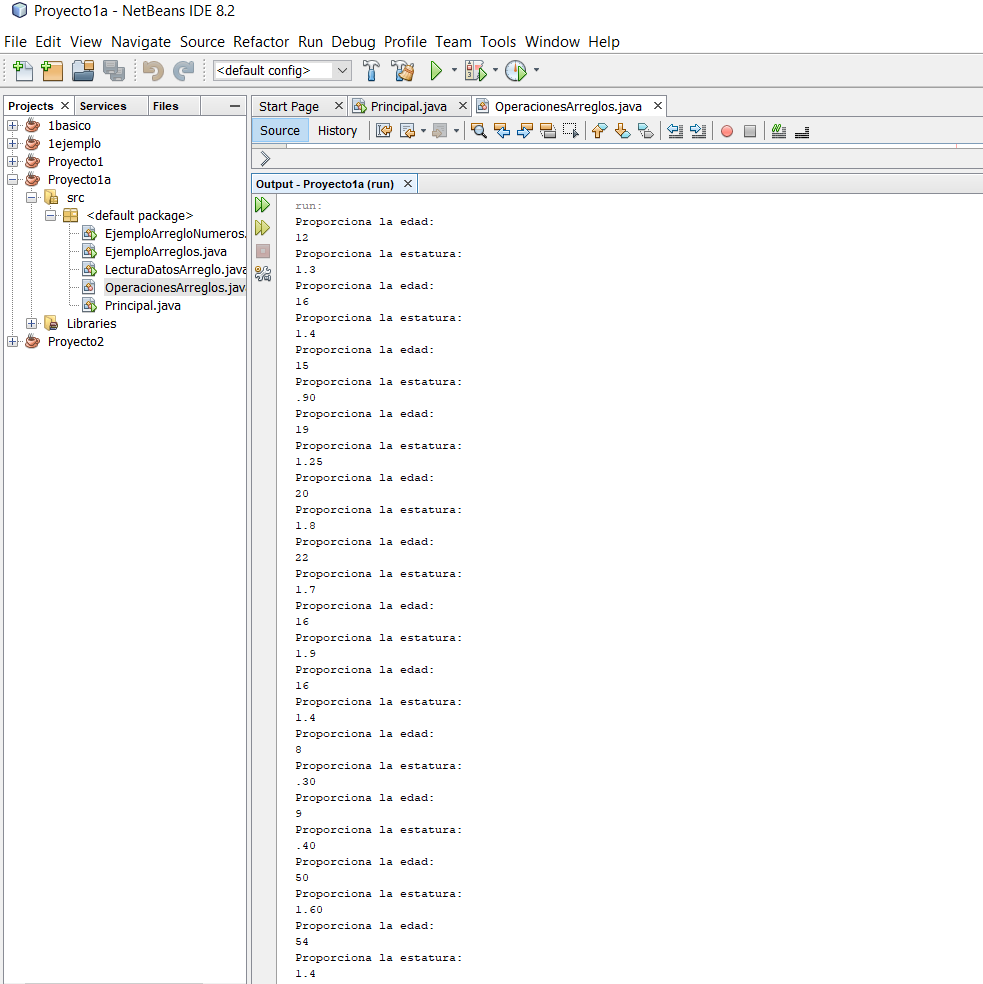 Proyecto1a - NetBeans IDE 8.2
File Edit View Navigate Source Refactor Run Debug Profile Team Tools Window Help
<default config>
Projects Services Files
1basico
1ejemplo
Proyecto1
Proyecto1a
src
<default package>
EjemploArregloNumeros.
EjemploArreglos.java
LecturaDatosArreglo.java
OperacionesArreglos.jav
Principal.java
Libraries
Proyecto2
Start Page Principal.java OperacionesArreglos.java
Source History
Output - Proyecto1a (run)
run:
Proporciona la edad:
12
Proporciona la estatura:
1.3
Proporciona la edad:
16
Proporciona la estatura:
1.4
Proporciona la edad:
15
Proporciona la estatura:
.90
Proporciona la edad:
19
Proporciona la estatura:
1.25
Proporciona la edad:
20
Proporciona la estatura:
1.8
Proporciona la edad:
22
Proporciona la estatura:
1.7
Proporciona la edad:
16
Proporciona la estatura:
1.9
Proporciona la edad:
16
Proporciona la estatura:
1.4
Proporciona la edad:
8
Proporciona la estatura:
.30
Proporciona la edad:
9
Proporciona la estatura:
.40
Proporciona la edad:
50
Proporciona la estatura:
1.60
Proporciona la edad:
54
Proporciona la estatura:
1.4